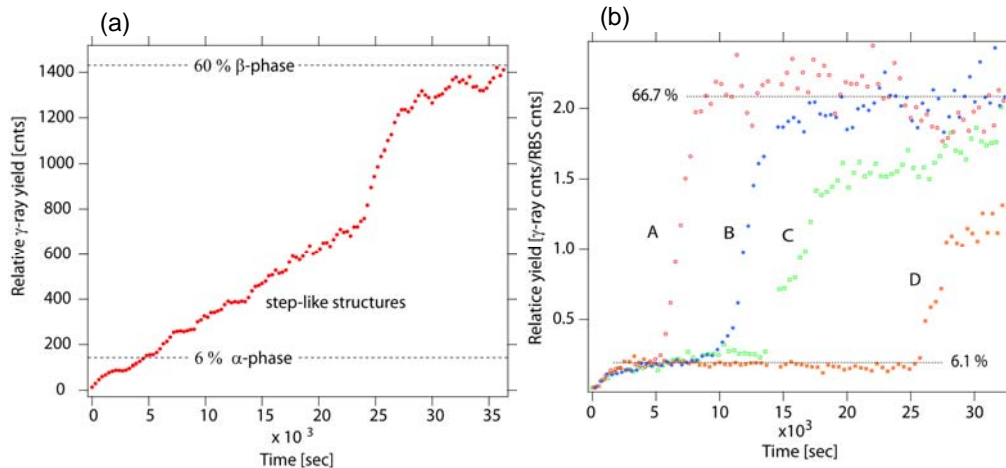 (a)
Relative γ-ray yield [cnts]
1400
1200
1000
800
600
400
200
0
60 % β-phase
step-like structures
6 % α-phase
0 5 10 15 20 25 30 35
x 10 3
Time [sec]
(b)
Relatice yield [γ-ray cnts/RBS cnts]
2.0
1.5
1.0
0.5
66.7 %
A B C D
6.1 %
0 5 10 15 20 25 30
x10³
Time [sec]